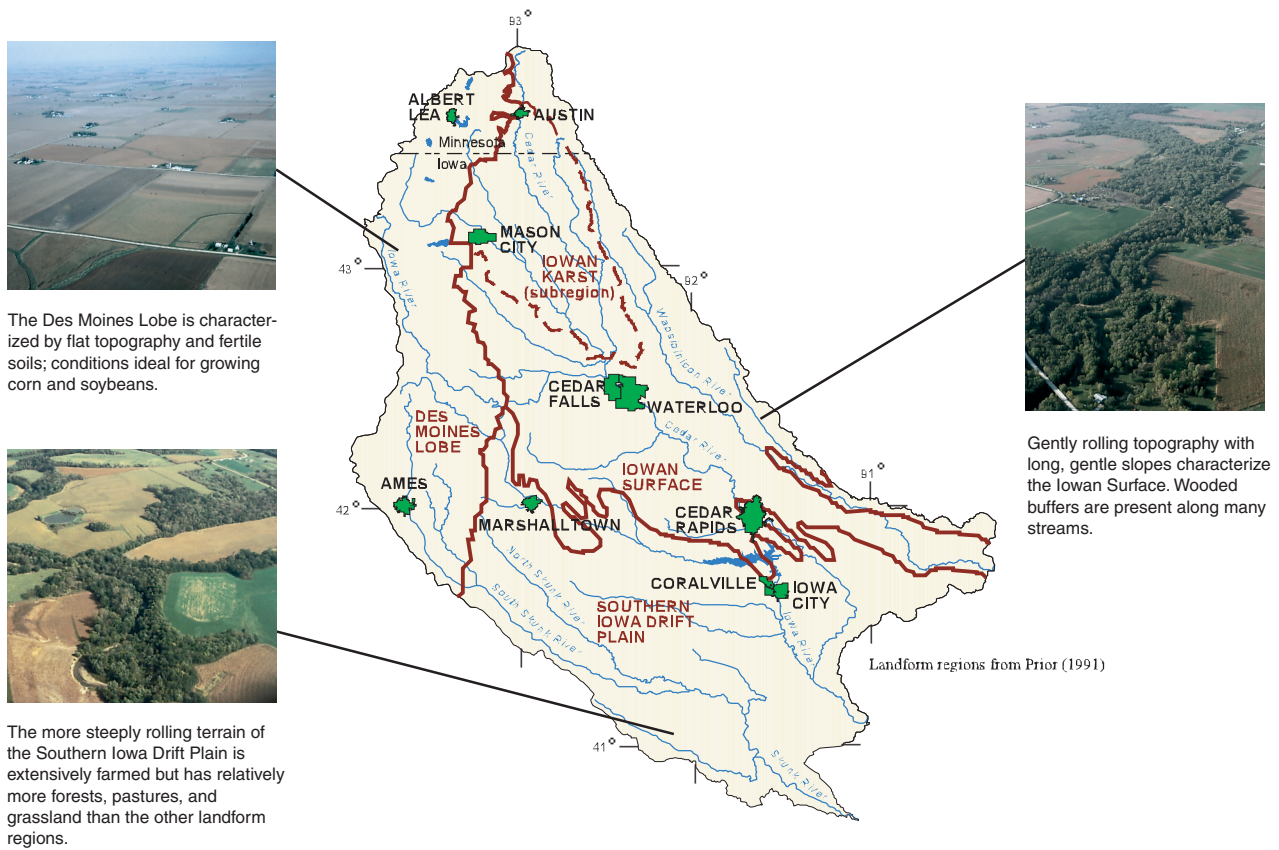 93°
ALBERT
LEA
AUSTIN
Minnesota
Iowa
Cedar River
MASON
CITY
IOWAN
KARST
(subregion)
43°
Iowa River
92°
Wapsipinicon River
The Des Moines Lobe is character-
ized by flat topography and fertile
soils; conditions ideal for growing
corn and soybeans.
CEDAR
FALLS
WATERLOO
DES
MOINES
LOBE
Cedar River
Gently rolling topography with
long, gentle slopes characterize
the Iowan Surface. Wooded
buffers are present along many
streams.
IOWAN
SURFACE
91°
AMES
42°
MARSHALLTOWN
CEDAR
RAPIDS
North Skunk River
South Skunk River
CORALVILLE
IOWA
CITY
SOUTHERN
IOWA DRIFT
PLAIN
Iowa River
Landform regions from Prior (1991)
41°
Skunk River
The more steeply rolling terrain of
the Southern Iowa Drift Plain is
extensively farmed but has relatively
more forests, pastures, and
grassland than the other landform
regions.